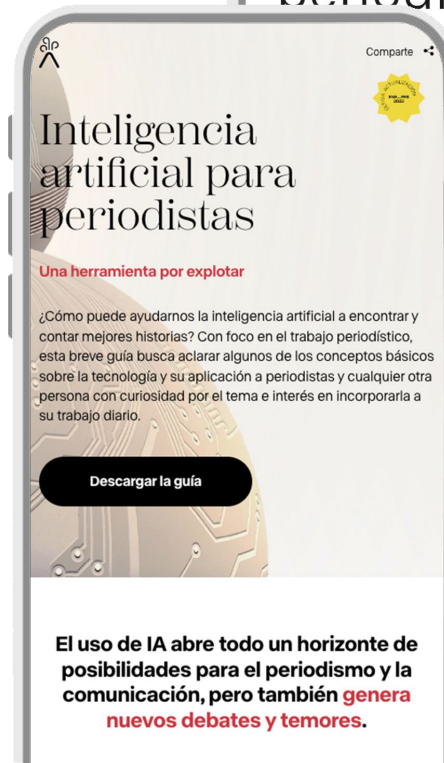 Comparte
Inteligencia
artificial para
periodistas
Una herramienta por explotar
¿Cómo puede ayudarnos la inteligencia artificial a encontrar y
contar mejores historias? Con foco en el trabajo periodístico,
esta breve guía busca aclarar algunos de los conceptos básicos
sobre la tecnología y su aplicación a periodistas y cualquier otra
persona con curiosidad por el tema e interés en incorporarla a
su trabajo diario.
Descargar la guía
El uso de IA abre todo un horizonte de
posibilidades para el periodismo y la
comunicación, pero también genera
nuevos debates y temores.